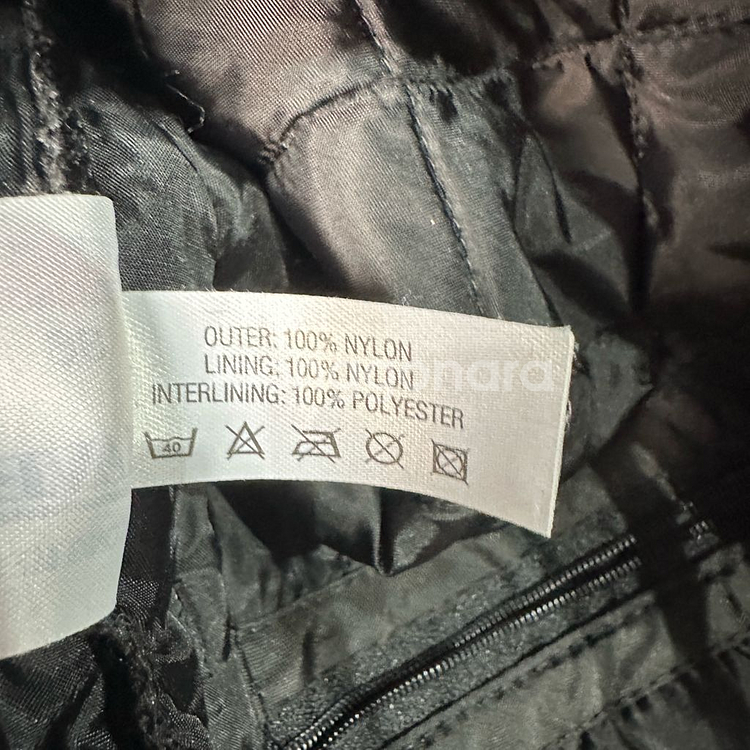 OUTER: 100% NYLON
LINING: 100% NYLON
INTERLINING: 100% POLYESTER
40